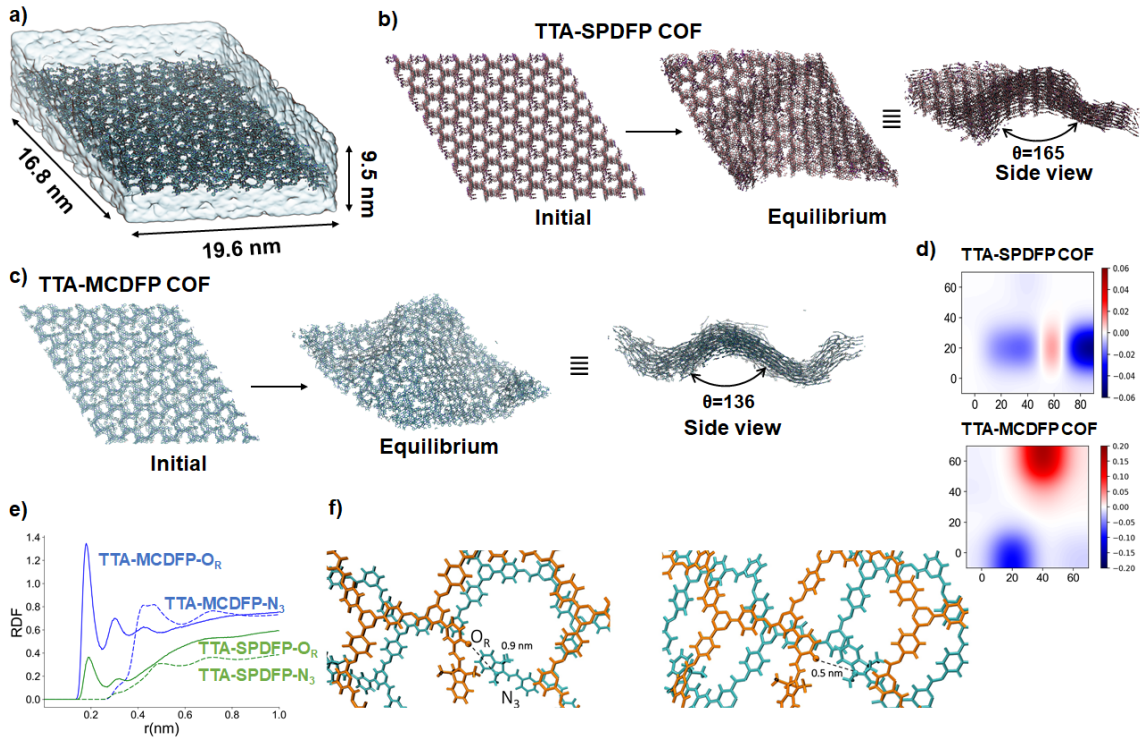 a)
16.8 nm
19.6 nm
9.5 nm
b)
TTA-SPDFP COF
Initial
Equilibrium
θ=165
Side view
c)
TTA-MCDFP COF
Initial
Equilibrium
θ=136
Side view
d)
TTA-SPDFP COF
60
40
20
0
0 20 40 60 80
0.06
0.04
0.02
0.00
−0.02
−0.04
−0.06
TTA-MCDFP COF
60
40
20
0
0 20 40 60
0.20
0.15
0.10
0.05
0.00
−0.05
−0.10
−0.15
−0.20
e)
RDF
1.4
1.2
1.0
0.8
0.6
0.4
0.2
0.0
0.2 0.4 0.6 0.8 1.0
r(nm)
TTA-MCDFP-O_R
TTA-MCDFP-N₃
TTA-SPDFP-O_R
TTA-SPDFP-N₃
f)
O_R
0.9 nm
N₃
0.5 nm